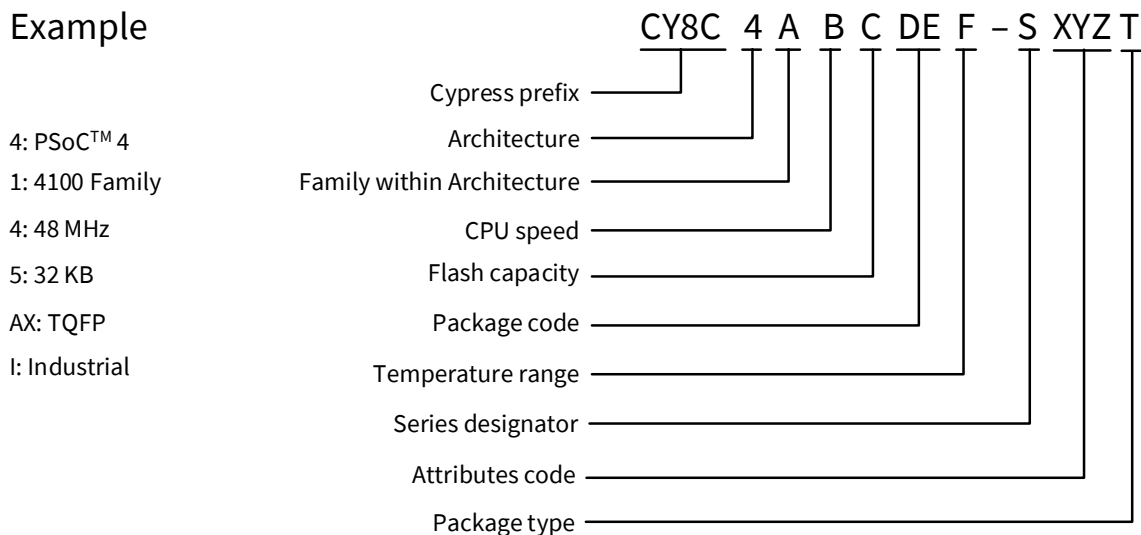 Example CY8C 4 A B C DE F – S XYZ T
Cypress prefix
4: PSoC™ 4 Architecture
1: 4100 Family Family within Architecture
4: 48 MHz CPU speed
5: 32 KB Flash capacity
AX: TQFP Package code
I: Industrial Temperature range
Series designator
Attributes code
Package type